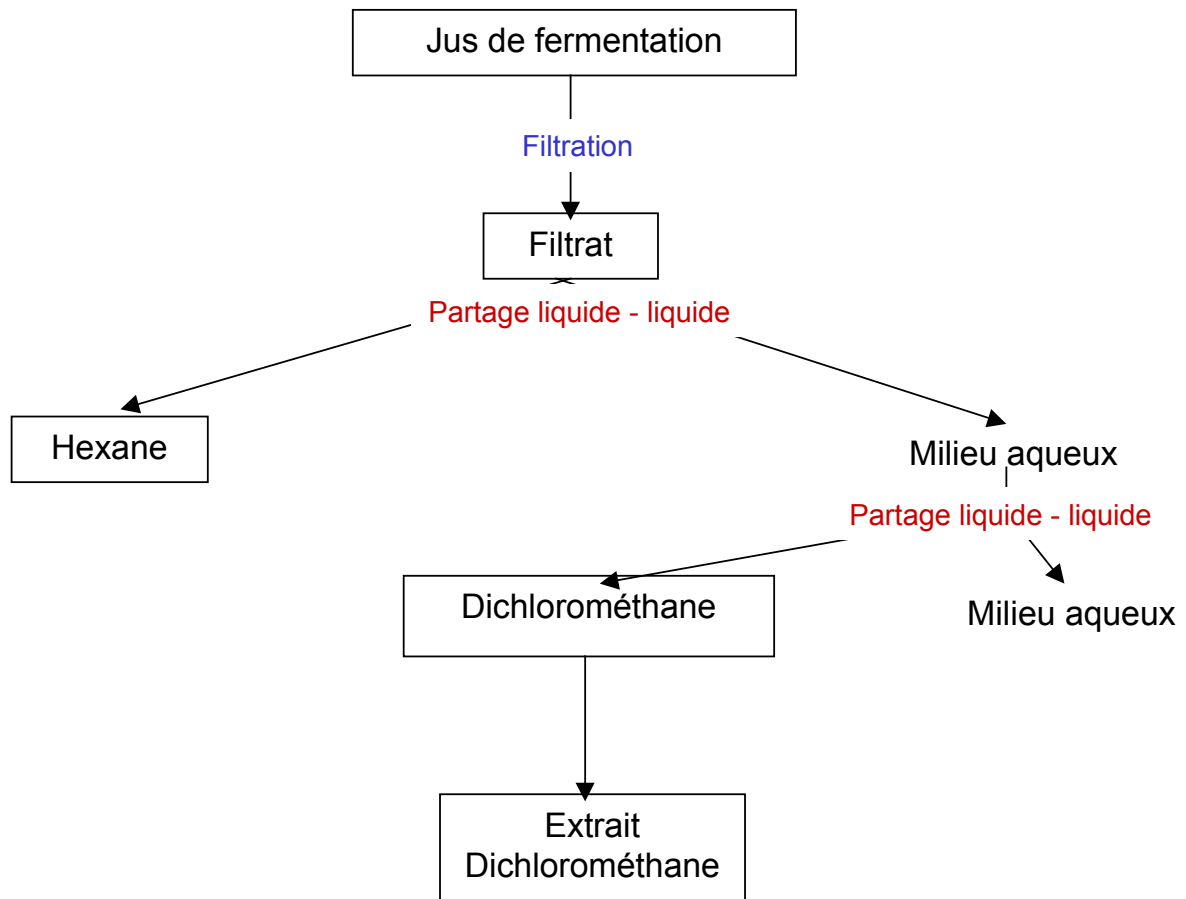 Jus de fermentation
Filtration
Filtrat
Partage liquide - liquide
Hexane
Milieu aqueux
Partage liquide - liquide
Dichlorométhane
Milieu aqueux
Extrait
Dichlorométhane